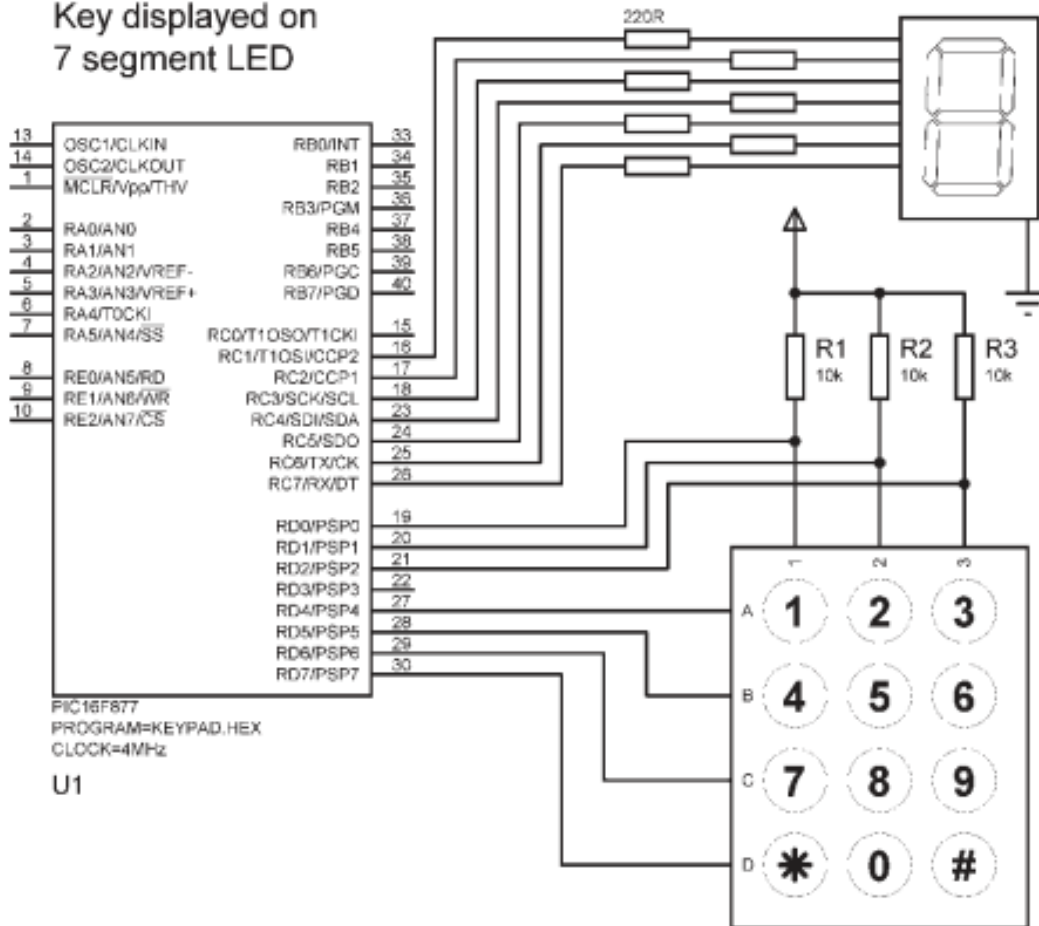 Key displayed on
7 segment LED
220R
13 OSC1/CLKIN
14 OSC2/CLKOUT
1 MCLR/Vpp/THV
2 RA0/AN0
3 RA1/AN1
4 RA2/AN2/VREF-
5 RA3/AN3/VREF+
6 RA4/T0CKI
7 RA5/AN4/SS
8 RE0/AN5/RD
9 RE1/AN6/WR
10 RE2/AN7/CS
RB0/INT 33
RB1 34
RB2 35
RB3/PGM 36
RB4 37
RB5 38
RB6/PGC 39
RB7/PGD 40
RC0/T1OSO/T1CKI 15
RC1/T1OSI/CCP2 16
RC2/CCP1 17
RC3/SCK/SCL 18
RC4/SDI/SDA 23
RC5/SDO 24
RC6/TX/CK 25
RC7/RX/DT 26
RD0/PSP0 19
RD1/PSP1 20
RD2/PSP2 21
RD3/PSP3 22
RD4/PSP4 27
RD5/PSP5 28
RD6/PSP6 29
RD7/PSP7 30
PIC16F877
PROGRAM=KEYPAD.HEX
CLOCK=4MHz
U1
R1 R2 R3
10k 10k 10k
1 2 3
A 1 2 3
B 4 5 6
C 7 8 9
D * 0 #